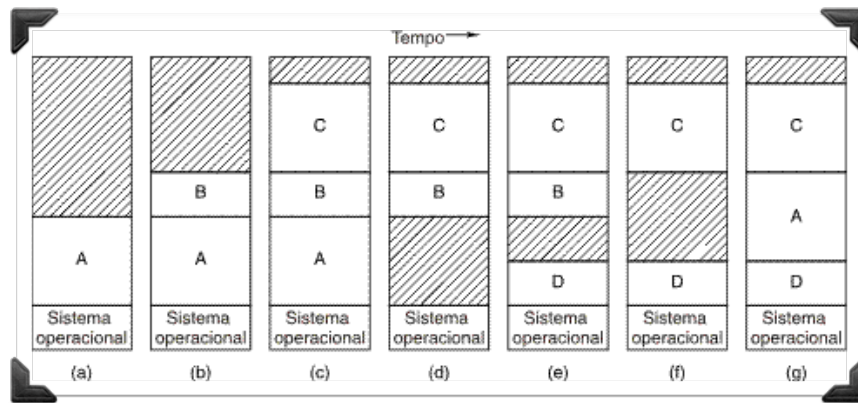 Tempo
C
C
C
C
C
B
B
B
B
A
A
A
A
D
D
D
Sistema operacional
Sistema operacional
Sistema operacional
Sistema operacional
Sistema operacional
Sistema operacional
Sistema operacional
(a)
(b)
(c)
(d)
(e)
(f)
(g)